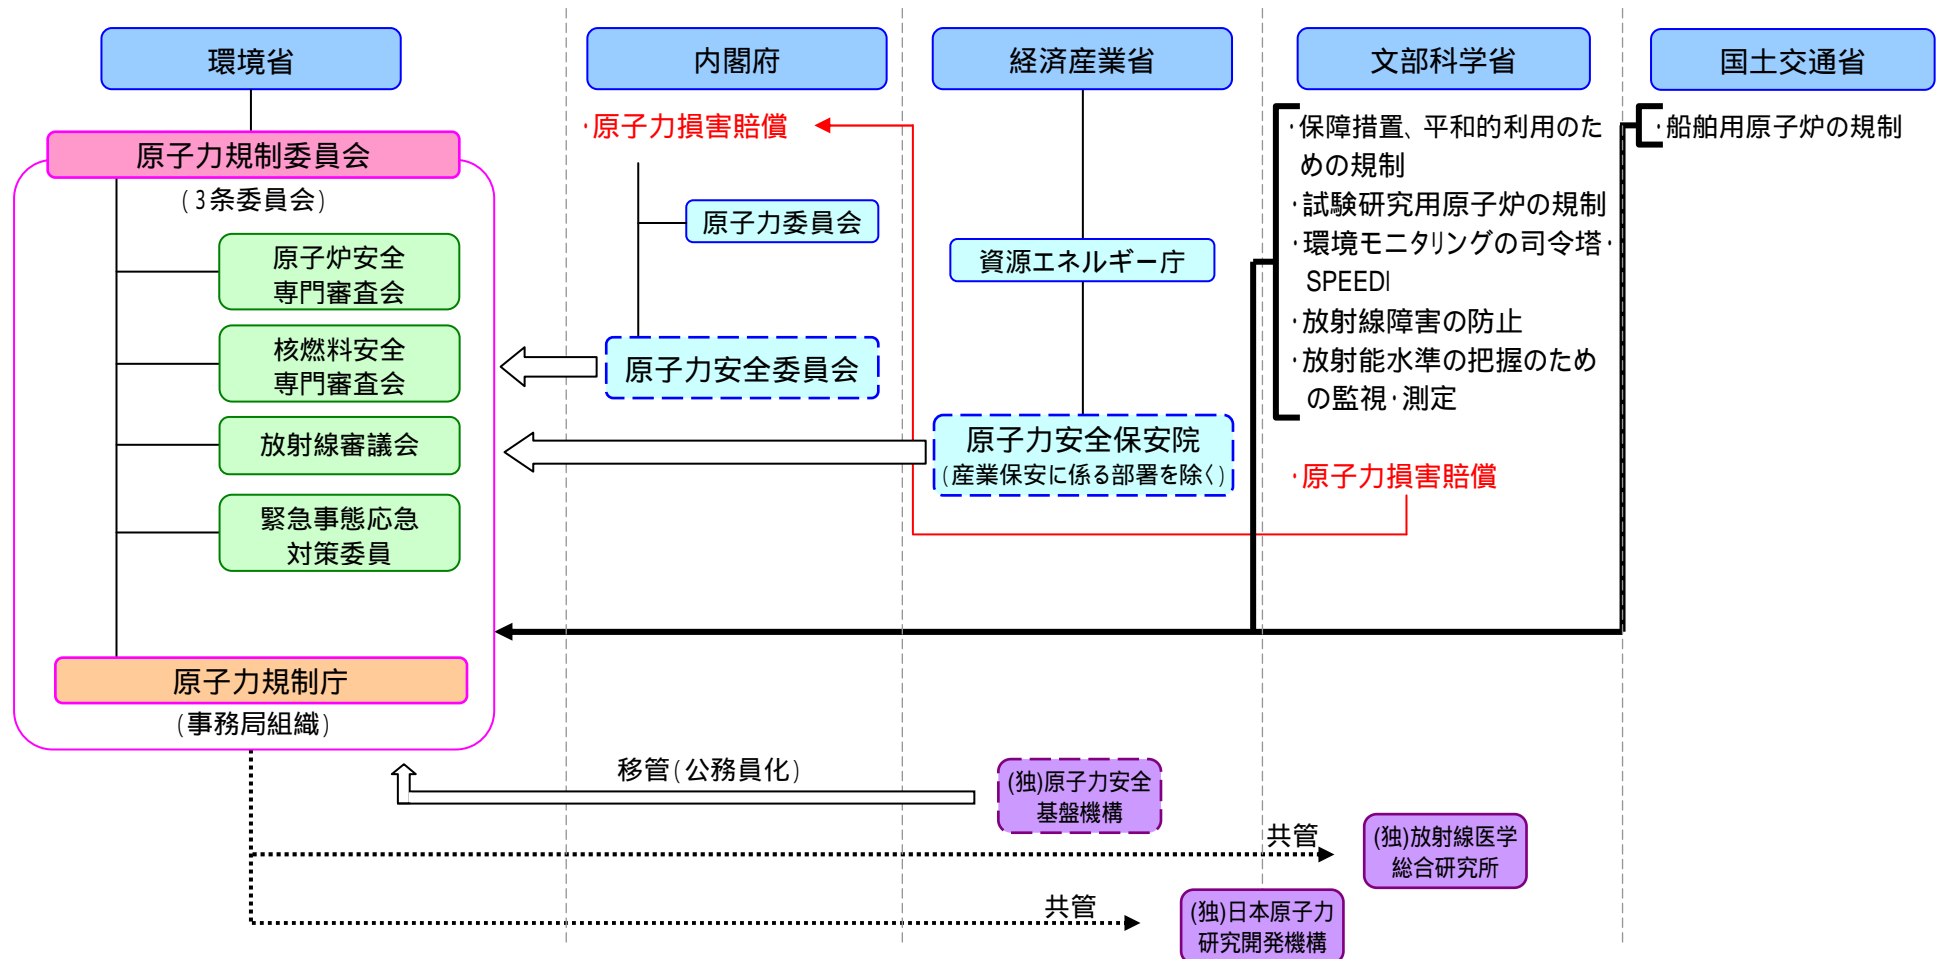 環境省
内閣府
経済産業省
文部科学省
国土交通省
原子力規制委員会
(3条委員会)
原子炉安全
専門審査会
核燃料安全
専門審査会
放射線審議会
緊急事態応急
対策委員
原子力規制庁
(事務局組織)
・原子力損害賠償
原子力委員会
原子力安全委員会
資源エネルギー庁
原子力安全保安院
(産業保安に係る部署を除く)
・保障措置、平和的利用のた
めの規制
・試験研究用原子炉の規制
・環境モニタリングの司令塔・
SPEEDI
・放射線障害の防止
・放射能水準の把握のため
の監視・測定
・原子力損害賠償
・船舶用原子炉の規制
移管(公務員化)
(独)原子力安全
基盤機構
共管
(独)放射線医学
総合研究所
共管
(独)日本原子力
研究開発機構